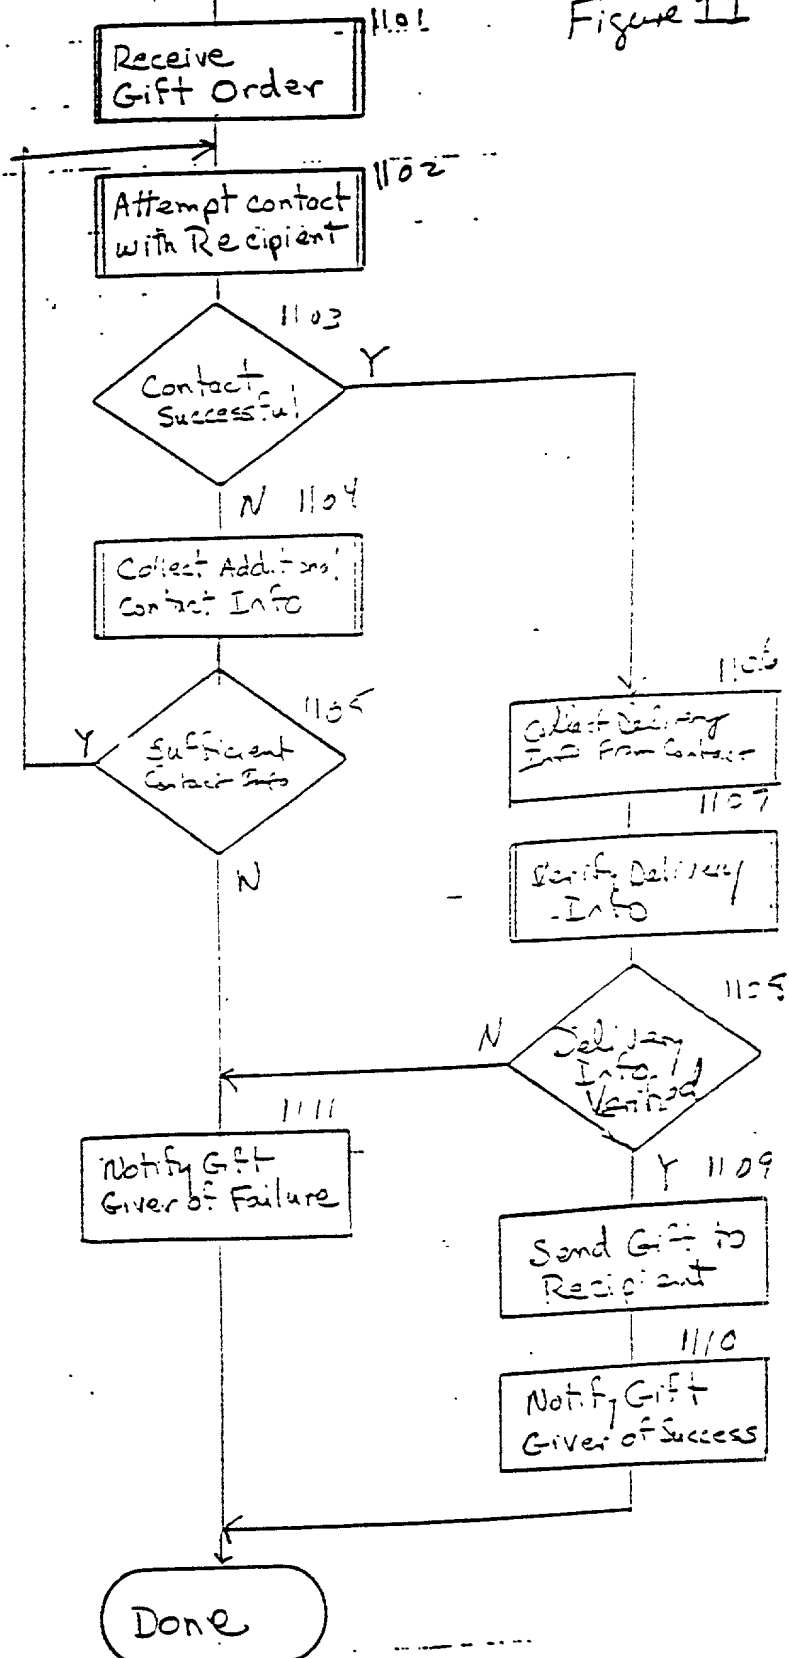 Figure 11
1101
Receive
Gift Order
1102
Attempt contact
with Recipient
1103
Contact
Successful
Y
N 1104
Collect Additional
Contact Info
1105
Sufficient
Contact Info
Y
N
1106
Collect Delivery
Info From Contact
1107
Verify Delivery
Info
1108
Delivery
Info
Verified
N
Y 1109
Send Gift to
Recipient
1110
Notify Gift
Giver of Success
1111
Notify Gift
Giver of Failure
Done